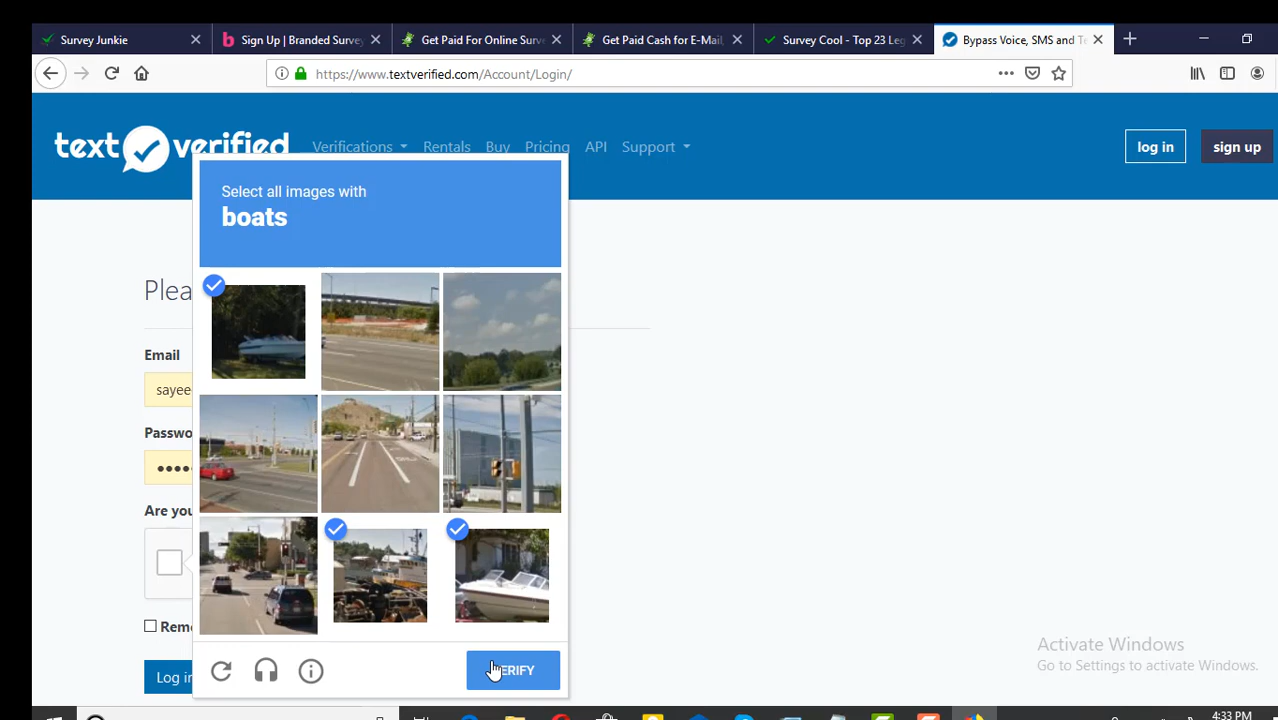 Survey Junkie
Sign Up | Branded Surve
Get Paid For Online Surv
Get Paid Cash for E-Mail,
Survey Cool - Top 23 Leg
Bypass Voice, SMS and Te
https://www.textverified.com/Account/Login/
text verified
Verifications
Rentals
Buy
Pricing
API
Support
log in
sign up
Select all images with
boats
Plea
Email
sayee
Passwo
Are you
Reme
Log in
ERIFY
Activate Windows
Go to Settings to activate Windows.
4:33 PM